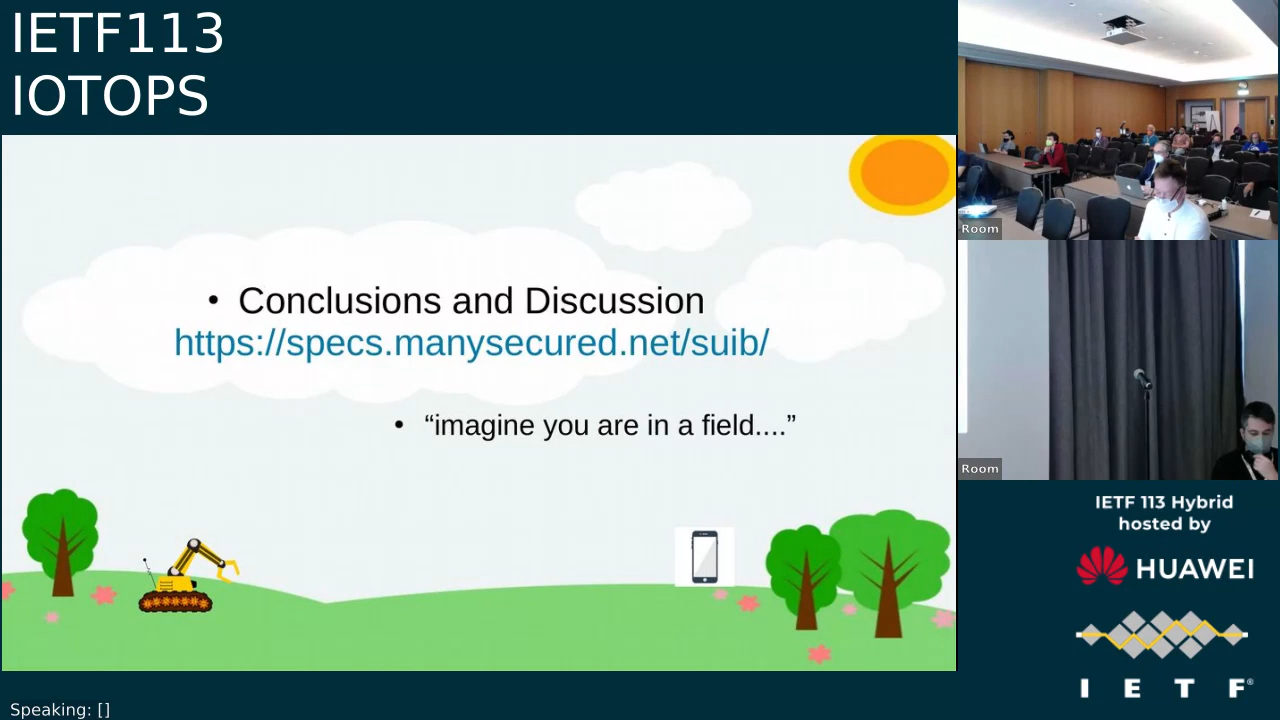 IETF113
IOTOPS
• Conclusions and Discussion
https://specs.manysecured.net/suib/
• “imagine you are in a field....”
Room
Room
IETF 113 Hybrid
hosted by
HUAWEI
I E T F®
Speaking: []